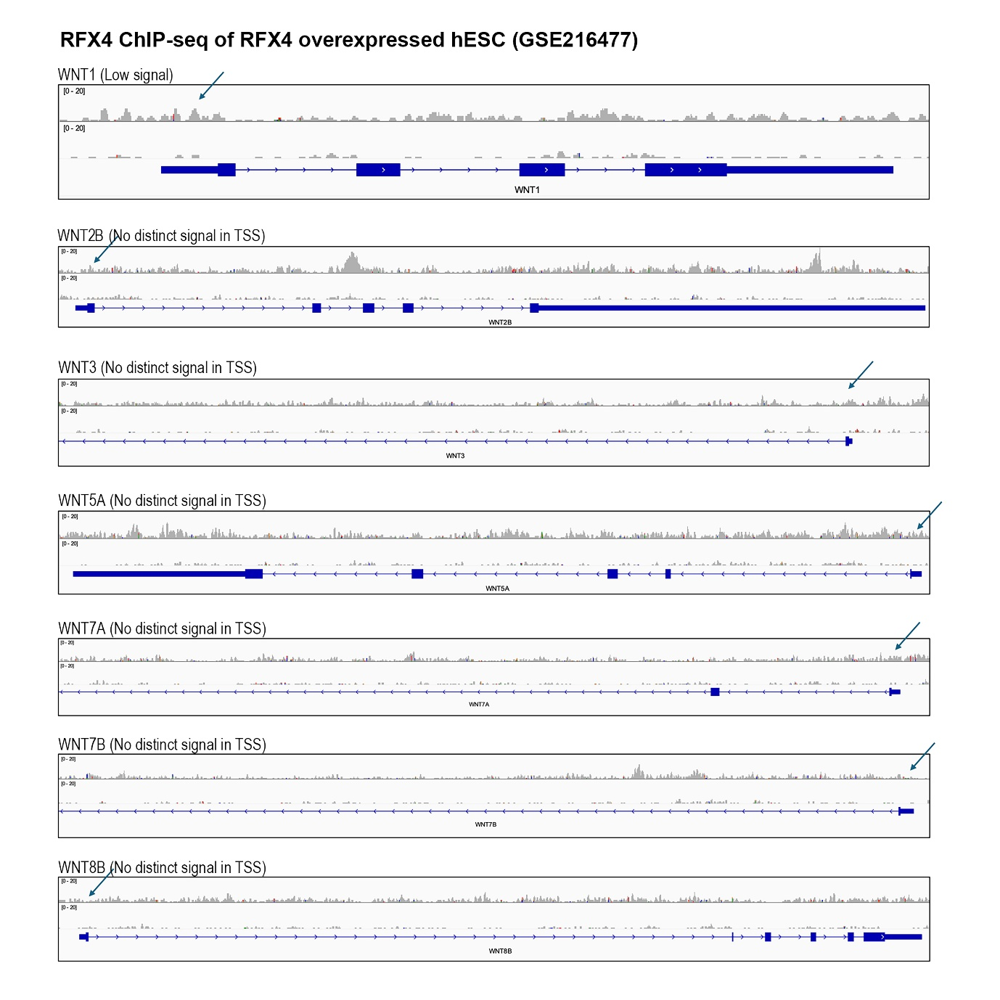 RFX4 ChIP-seq of RFX4 overexpressed hESC (GSE216477)
WNT1 (Low signal)
[0 - 20]
[0 - 20]
WNT1
WNT2B (No distinct signal in TSS)
[0 - 20]
[0 - 20]
WNT2B
WNT3 (No distinct signal in TSS)
[0 - 20]
[0 - 20]
WNT3
WNT5A (No distinct signal in TSS)
[0 - 20]
[0 - 20]
WNT5A
WNT7A (No distinct signal in TSS)
[0 - 20]
[0 - 20]
WNT7A
WNT7B (No distinct signal in TSS)
[0 - 20]
[0 - 20]
WNT7B
WNT8B (No distinct signal in TSS)
[0 - 20]
[0 - 20]
WNT8B